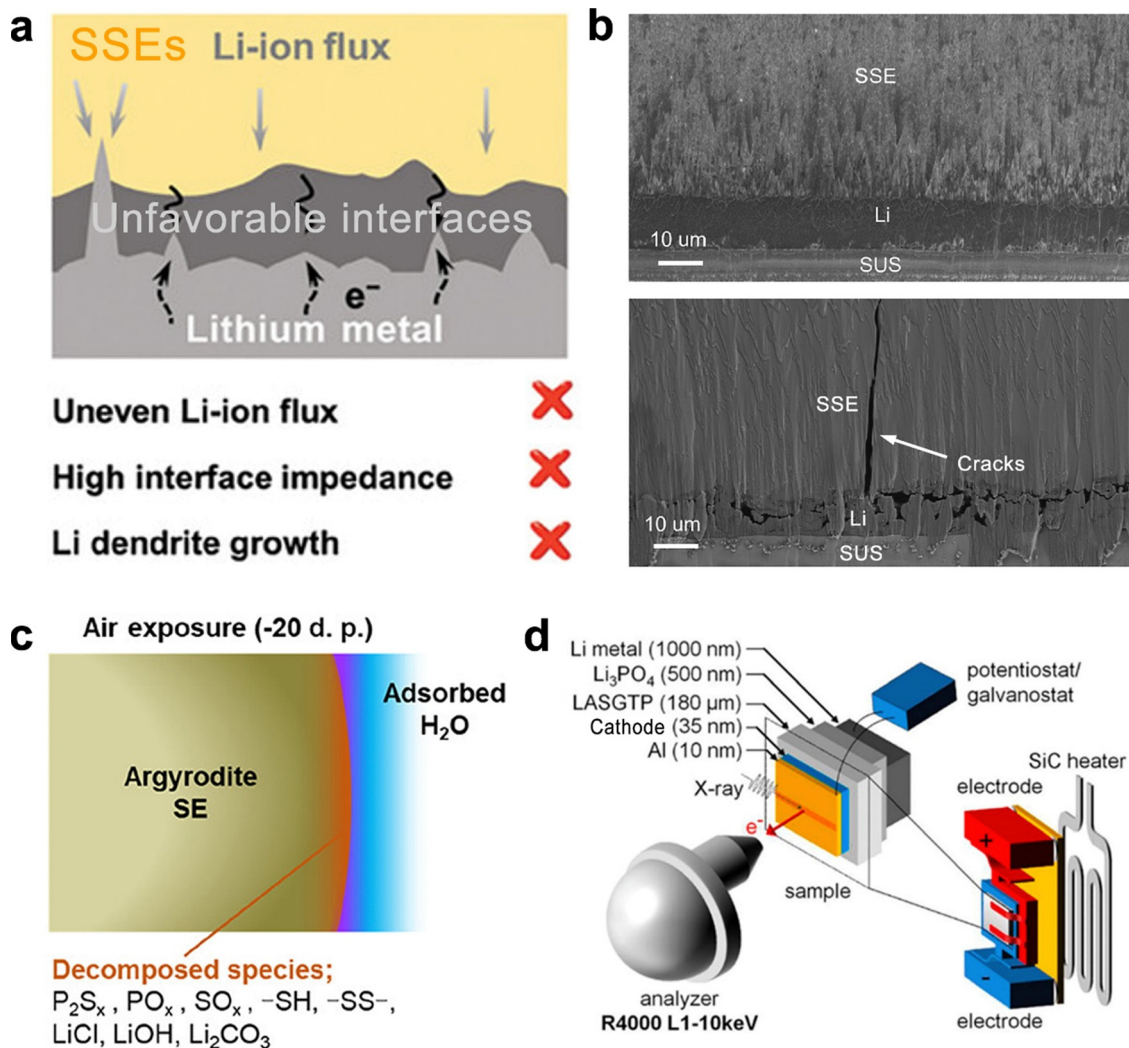 a
SSEs Li-ion flux
Unfavorable interfaces
e⁻
Lithium metal
Uneven Li-ion flux
High interface impedance
Li dendrite growth
b
SSE
Li
10 um
SUS
SSE
Cracks
Li
10 um
SUS
c
Air exposure (-20 d. p.)
Adsorbed
H₂O
Argyrodite
SE
Decomposed species;
P₂Sₓ, POₓ, SOₓ, –SH, –SS–,
LiCl, LiOH, Li₂CO₃
d
Li metal (1000 nm)
Li₃PO₄ (500 nm)
LASGTP (180 µm)
Cathode (35 nm)
Al (10 nm)
potentiostat/
galvanostat
X-ray
e⁻
sample
SiC heater
electrode
+
-
electrode
analyzer
R4000 L1-10keV